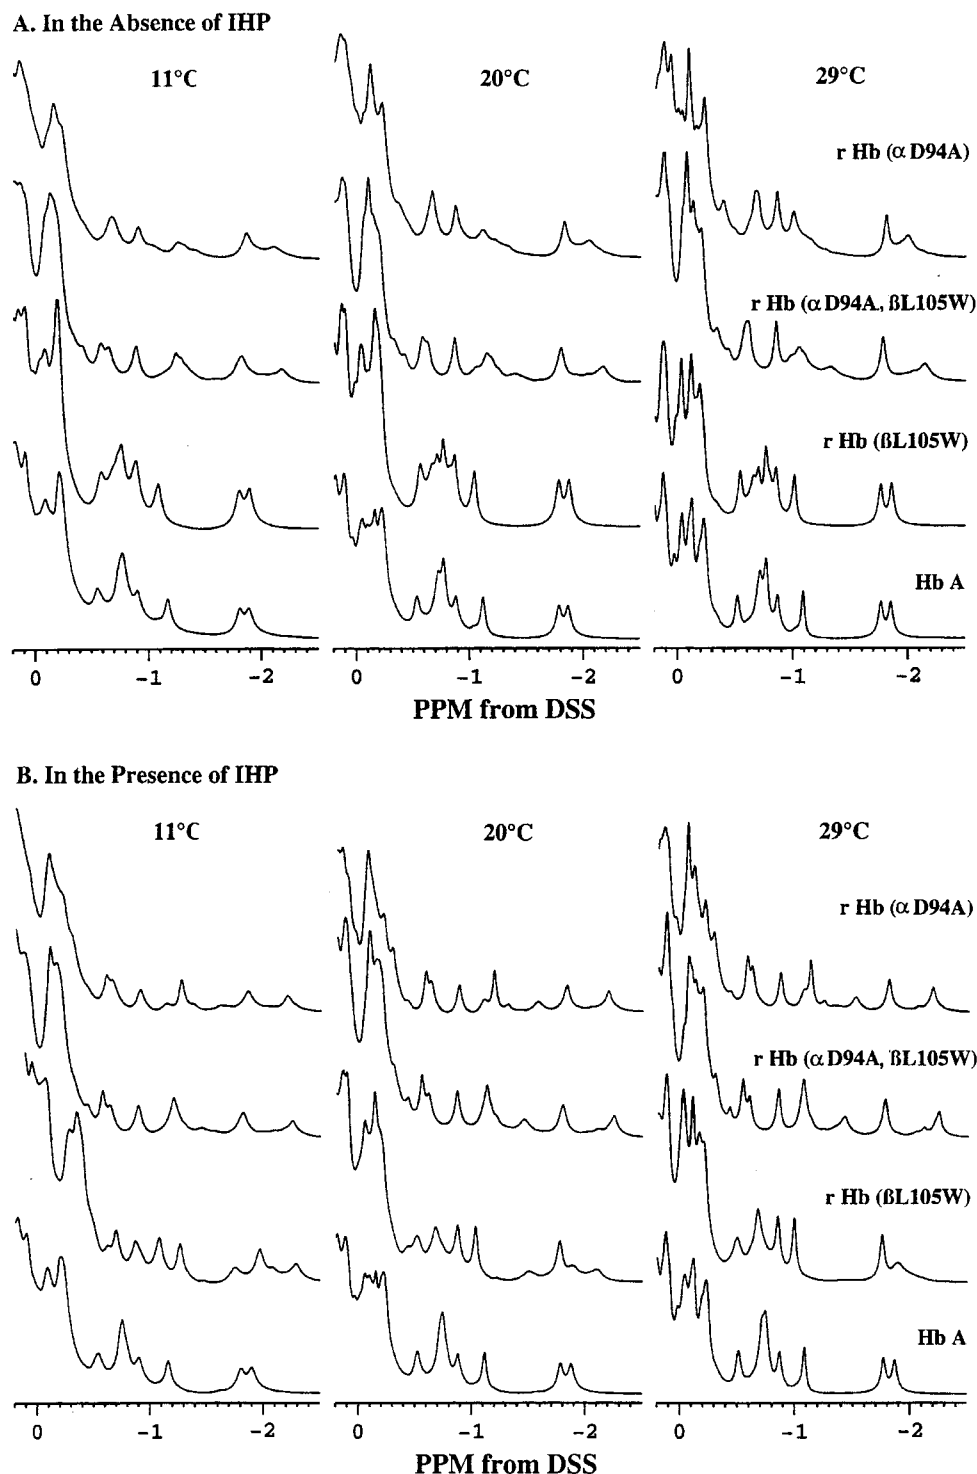 A. In the Absence of IHP
11°C
20°C
29°C
r Hb (α D94A)
r Hb (α D94A, ßL105W)
r Hb (ßL105W)
Hb A
0 -1 -2
0 -1 -2
0 -1 -2
PPM from DSS
B. In the Presence of IHP
11°C
20°C
29°C
r Hb (α D94A)
r Hb (α D94A, ßL105W)
r Hb (ßL105W)
Hb A
0 -1 -2
0 -1 -2
0 -1 -2
PPM from DSS